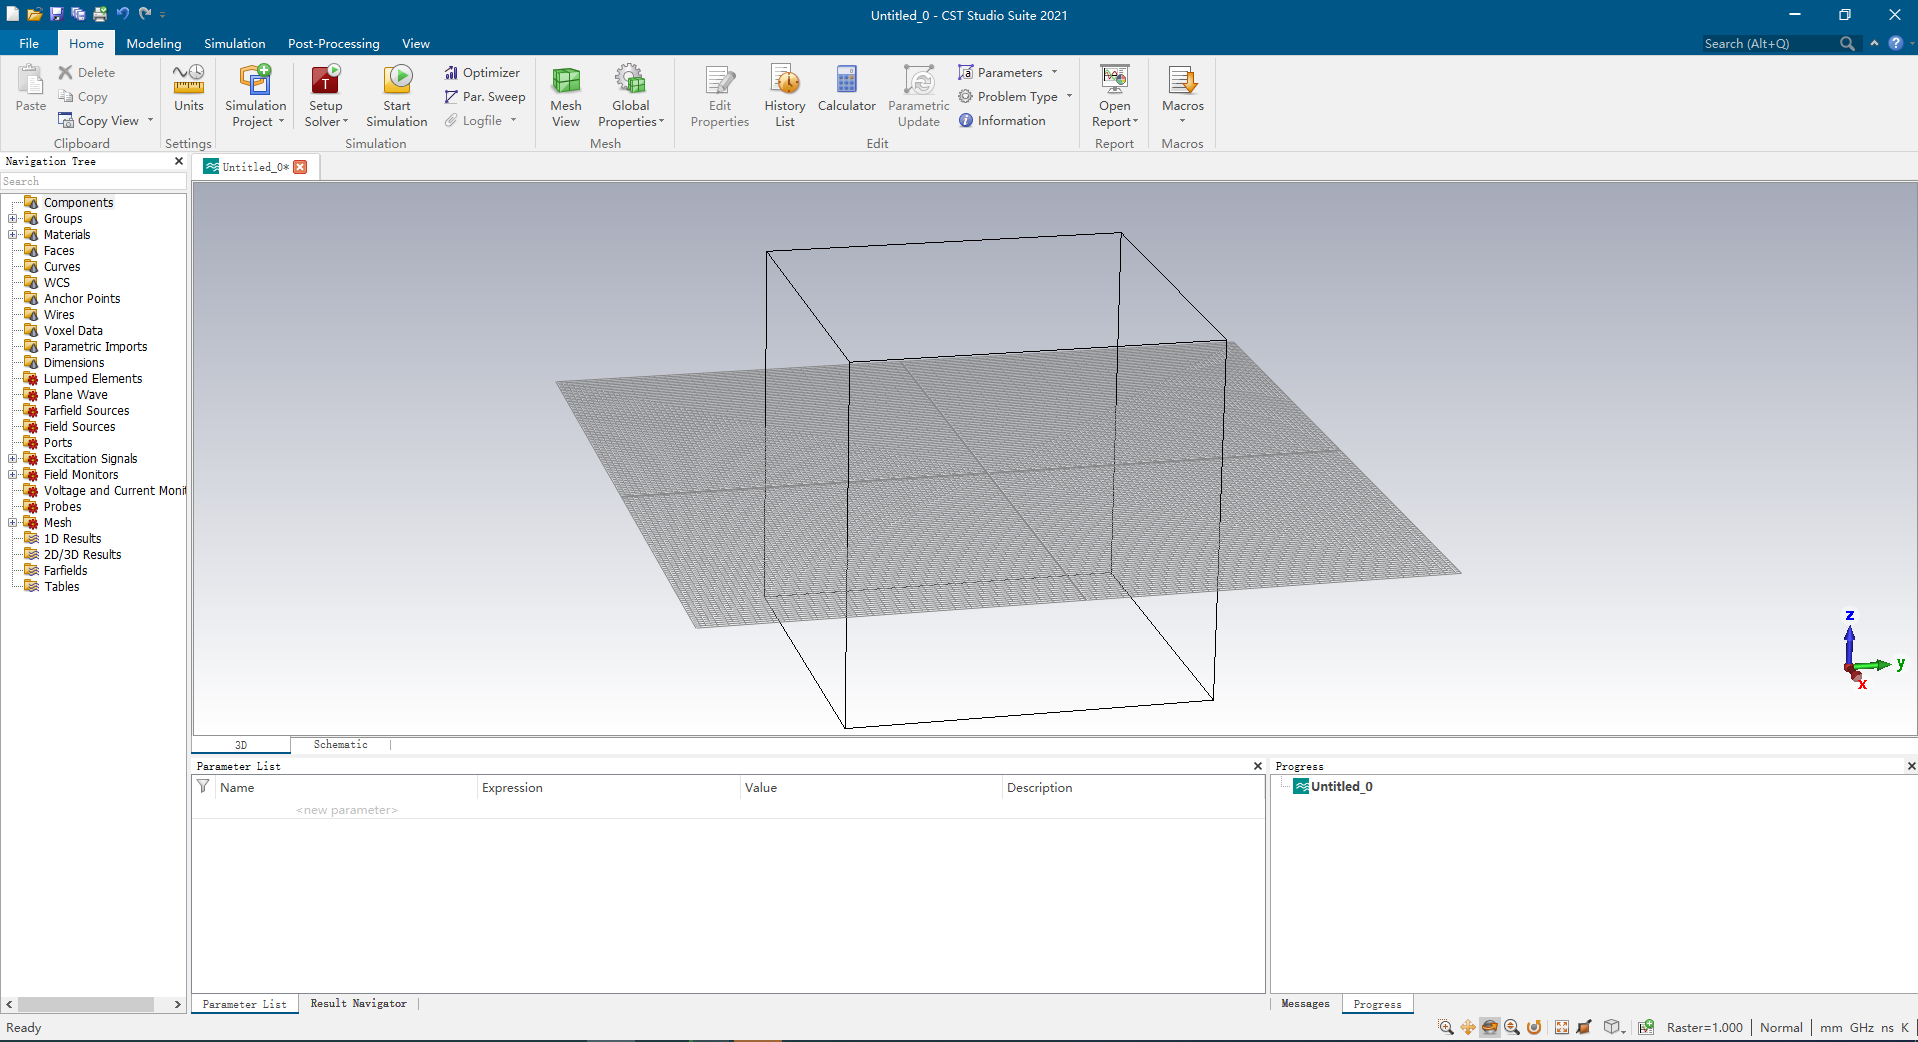 Untitled_0 - CST Studio Suite 2021
File Home Modeling Simulation Post-Processing View Search (Alt+Q)
Paste
Delete
Copy
Copy View
Clipboard
Units
Settings
Simulation Project
Setup Solver
Start Simulation
Optimizer
Par. Sweep
Logfile
Simulation
Mesh View
Global Properties
Mesh
Edit Properties
History List
Calculator
Parametric Update
Parameters
Problem Type
Information
Edit
Open Report
Report
Macros
Macros
Navigation Tree
Search
Components
Groups
Materials
Faces
Curves
WCS
Anchor Points
Wires
Voxel Data
Parametric Imports
Dimensions
Lumped Elements
Plane Wave
Farfield Sources
Field Sources
Ports
Excitation Signals
Field Monitors
Voltage and Current Monit
Probes
Mesh
1D Results
2D/3D Results
Farfields
Tables
Untitled_0*
z
y
x
3D Schematic
Parameter List
Name Expression Value Description
<new parameter>
Parameter List Result Navigator
Progress
Untitled_0
Messages Progress
Ready
Raster=1.000 Normal mm GHz ns K